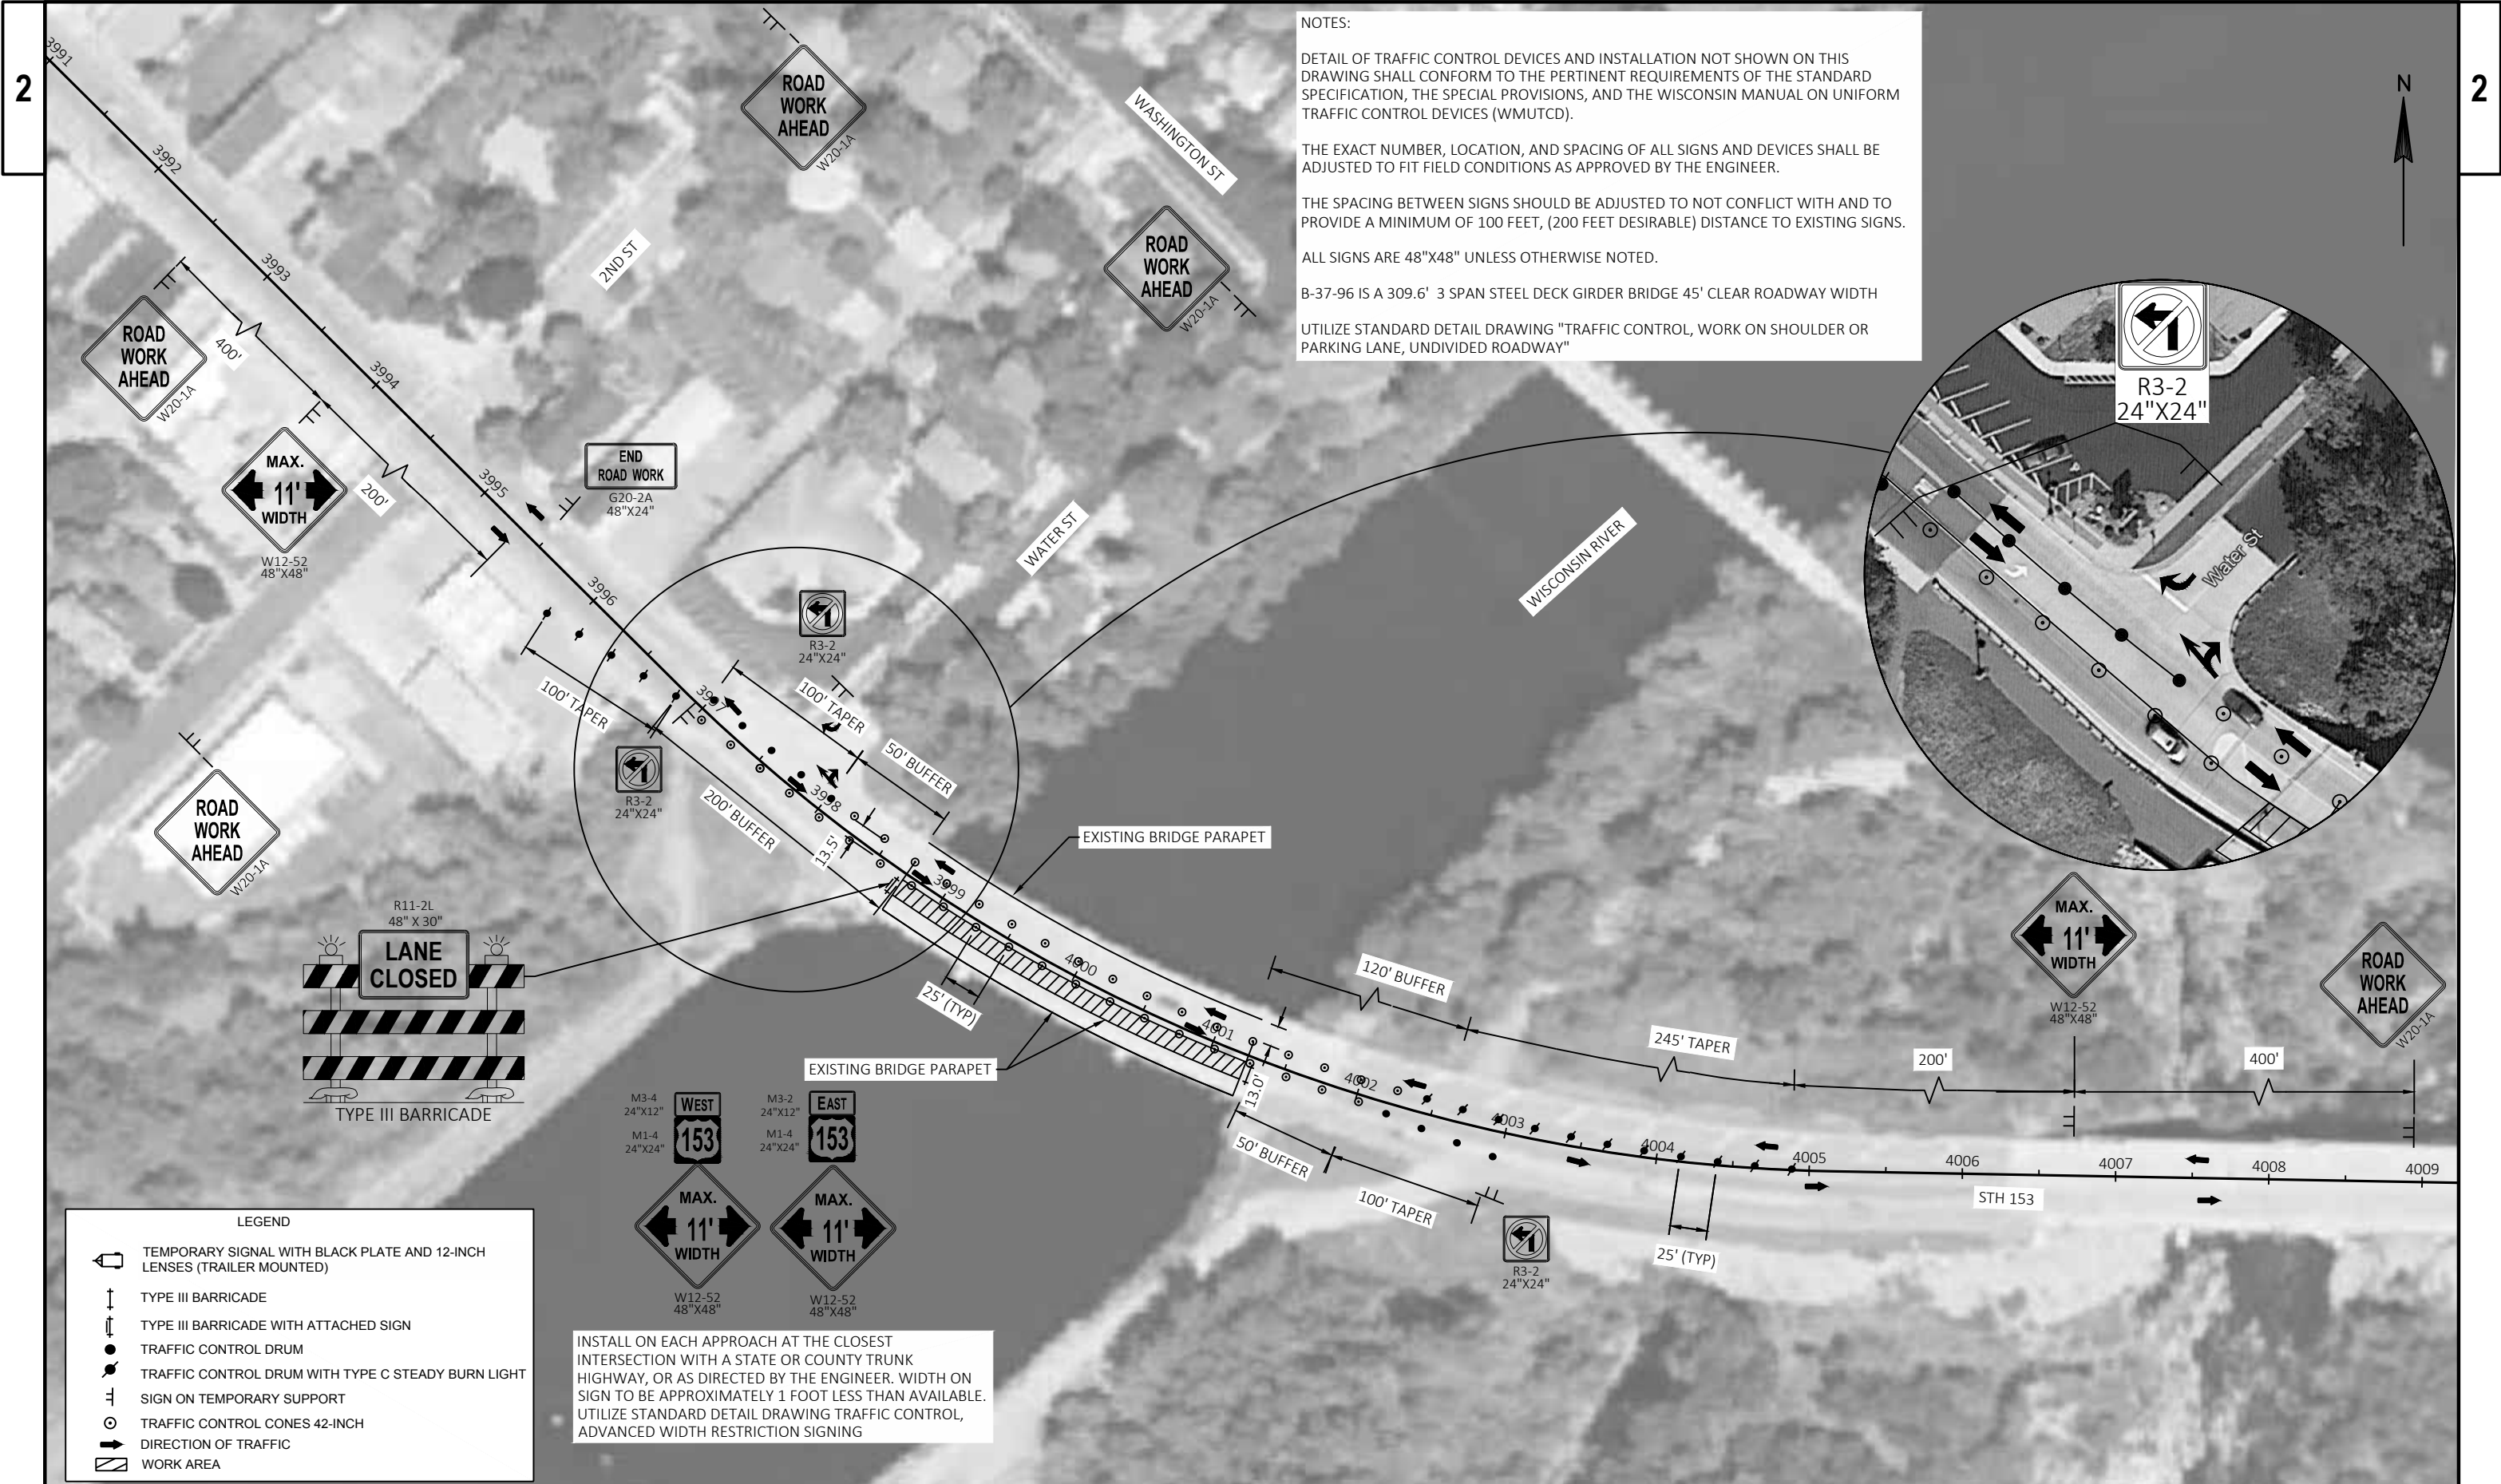 2
2
3991
3992
3993
3994
3995
3996
3997
3998
3999
4000
4001
4002
4003
4004
4005
4006
4007
4008
4009
NOTES:
DETAIL OF TRAFFIC CONTROL DEVICES AND INSTALLATION NOT SHOWN ON THIS
DRAWING SHALL CONFORM TO THE PERTINENT REQUIREMENTS OF THE STANDARD
SPECIFICATION, THE SPECIAL PROVISIONS, AND THE WISCONSIN MANUAL ON UNIFORM
TRAFFIC CONTROL DEVICES (WMUTCD).
THE EXACT NUMBER, LOCATION, AND SPACING OF ALL SIGNS AND DEVICES SHALL BE
ADJUSTED TO FIT FIELD CONDITIONS AS APPROVED BY THE ENGINEER.
THE SPACING BETWEEN SIGNS SHOULD BE ADJUSTED TO NOT CONFLICT WITH AND TO
PROVIDE A MINIMUM OF 100 FEET, (200 FEET DESIRABLE) DISTANCE TO EXISTING SIGNS.
ALL SIGNS ARE 48"X48" UNLESS OTHERWISE NOTED.
B-37-96 IS A 309.6' 3 SPAN STEEL DECK GIRDER BRIDGE 45' CLEAR ROADWAY WIDTH
UTILIZE STANDARD DETAIL DRAWING "TRAFFIC CONTROL, WORK ON SHOULDER OR
PARKING LANE, UNDIVIDED ROADWAY"
N
ROAD
WORK
AHEAD
W20-1A
WASHINGTON ST
ROAD
WORK
AHEAD
W20-1A
2ND ST
ROAD
WORK
AHEAD
W20-1A
400'
MAX.
11'
WIDTH
W12-52
48"X48"
200'
END
ROAD WORK
G20-2A
48"X24"
WATER ST
WISCONSIN RIVER
R3-2
24"X24"
Water St
R3-2
24"X24"
100' TAPER
100' TAPER
50' BUFFER
R3-2
24"X24"
200' BUFFER
13.5'
EXISTING BRIDGE PARAPET
ROAD
WORK
AHEAD
W20-1A
R11-2L
48" X 30"
LANE
CLOSED
TYPE III BARRICADE
25' (TYP)
EXISTING BRIDGE PARAPET
120' BUFFER
245' TAPER
200'
400'
MAX.
11'
WIDTH
W12-52
48"X48"
ROAD
WORK
AHEAD
W20-1A
13.0'
50' BUFFER
100' TAPER
R3-2
24"X24"
25' (TYP)
STH 153
M3-4
24"X12"
WEST
M1-4
24"X24"
153
MAX.
11'
WIDTH
W12-52
48"X48"
M3-2
24"X12"
EAST
M1-4
24"X24"
153
MAX.
11'
WIDTH
W12-52
48"X48"
INSTALL ON EACH APPROACH AT THE CLOSEST
INTERSECTION WITH A STATE OR COUNTY TRUNK
HIGHWAY, OR AS DIRECTED BY THE ENGINEER. WIDTH ON
SIGN TO BE APPROXIMATELY 1 FOOT LESS THAN AVAILABLE.
UTILIZE STANDARD DETAIL DRAWING TRAFFIC CONTROL,
ADVANCED WIDTH RESTRICTION SIGNING
LEGEND
TEMPORARY SIGNAL WITH BLACK PLATE AND 12-INCH
LENSES (TRAILER MOUNTED)
TYPE III BARRICADE
TYPE III BARRICADE WITH ATTACHED SIGN
TRAFFIC CONTROL DRUM
TRAFFIC CONTROL DRUM WITH TYPE C STEADY BURN LIGHT
SIGN ON TEMPORARY SUPPORT
TRAFFIC CONTROL CONES 42-INCH
DIRECTION OF TRAFFIC
WORK AREA